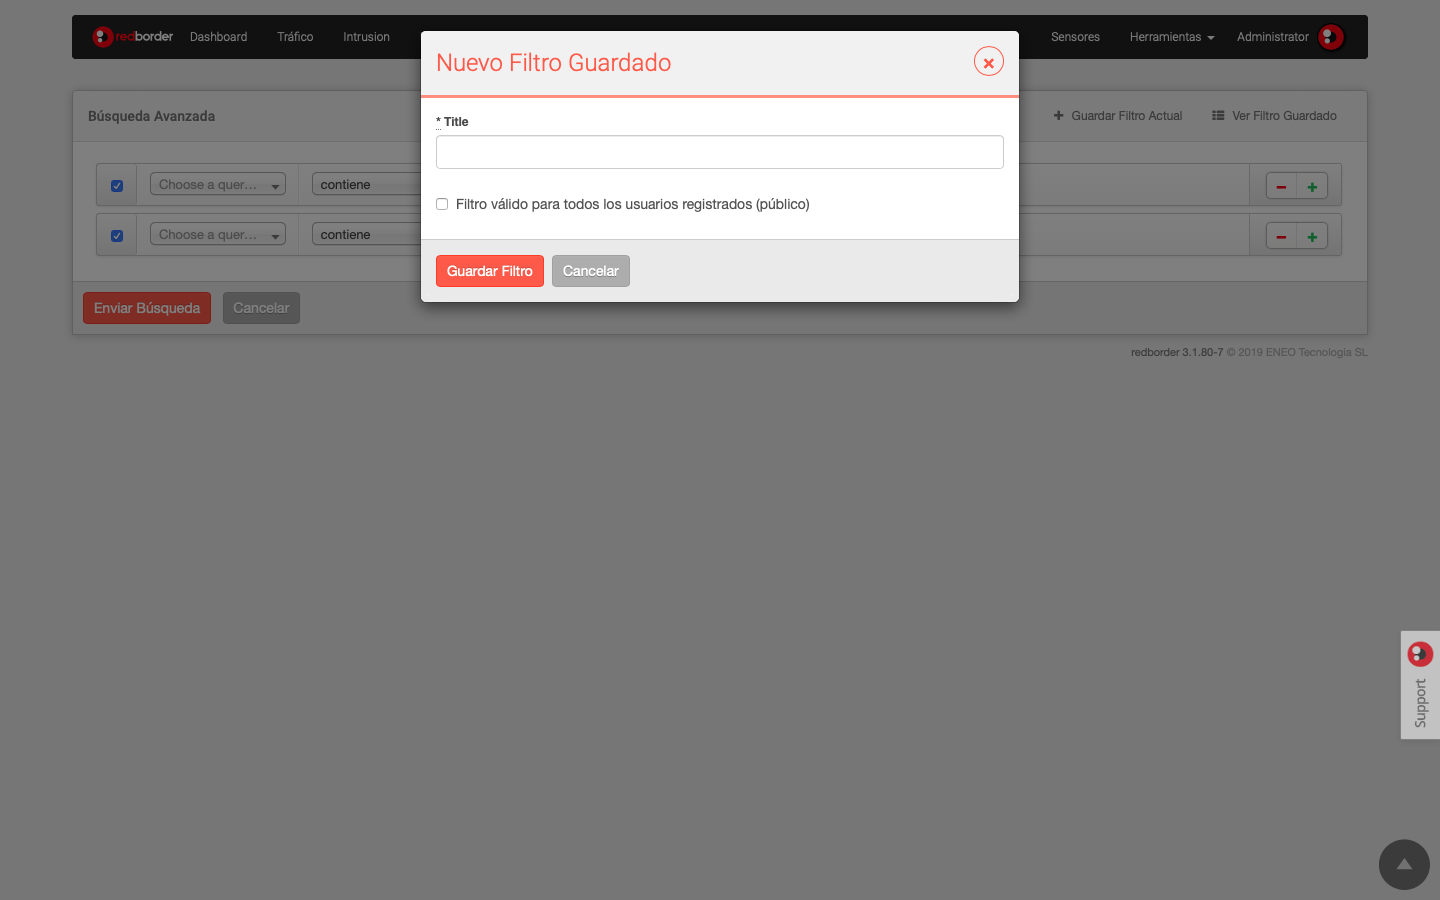 redborder Dashboard Tráfico Intrusion Sensores Herramientas Administrator
Nuevo Filtro Guardado
Búsqueda Avanzada
Guardar Filtro Actual Ver Filtro Guardado
* Title
Choose a quer... contiene
Filtro válido para todos los usuarios registrados (público)
Choose a quer... contiene
Guardar Filtro Cancelar
Enviar Búsqueda Cancelar
redborder 3.1.80-7 © 2019 ENEO Tecnologia SL
Support